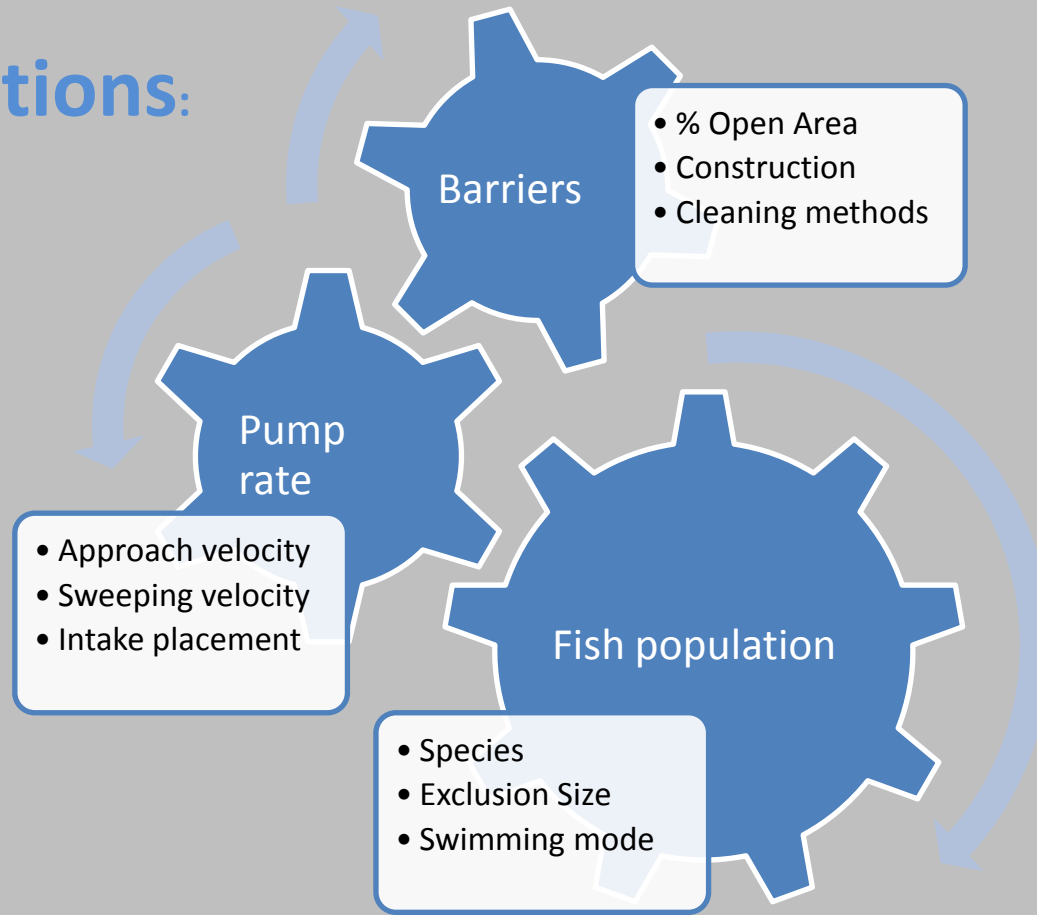 tions:
Barriers
• % Open Area
• Construction
• Cleaning methods
Pump
rate
• Approach velocity
• Sweeping velocity
• Intake placement
Fish population
• Species
• Exclusion Size
• Swimming mode